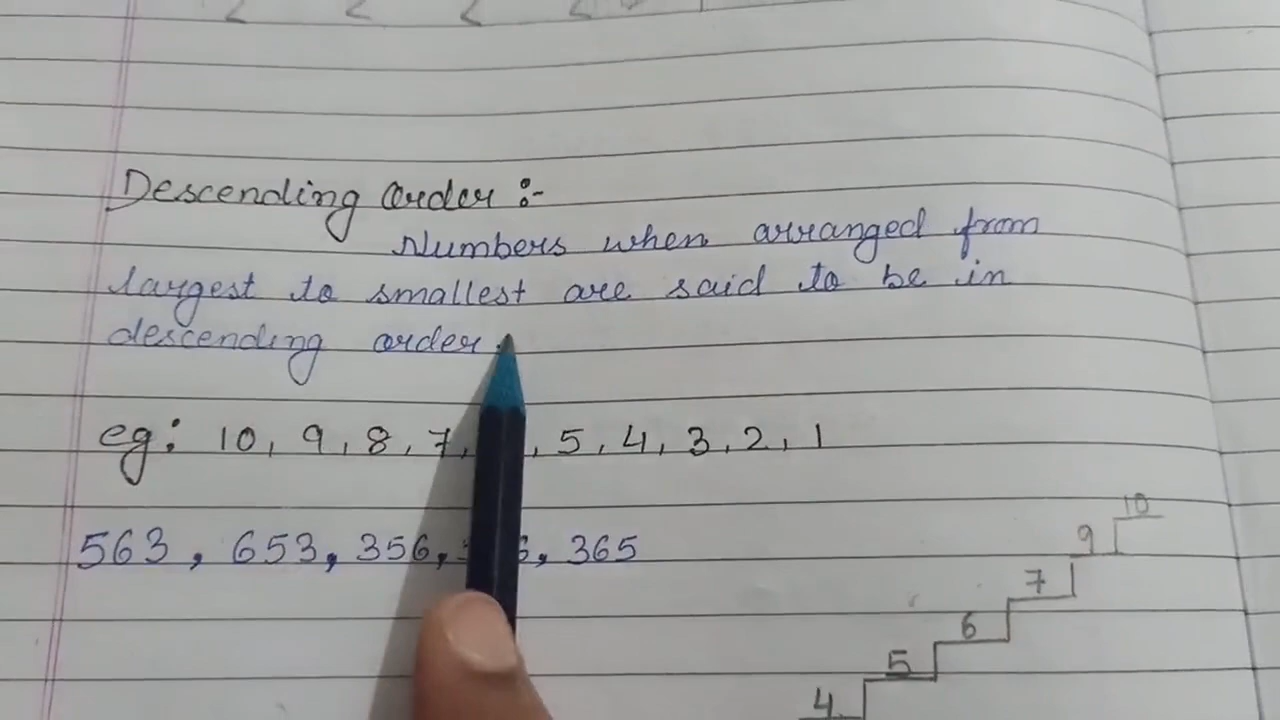 < < < <
Descending order :-
Numbers when arranged from
largest to smallest are said to be in
descending order.
eg: 10, 9, 8, 7, , 5, 4, 3, 2, 1
563, 653, 356, , 365
10
9
7
6
5
4